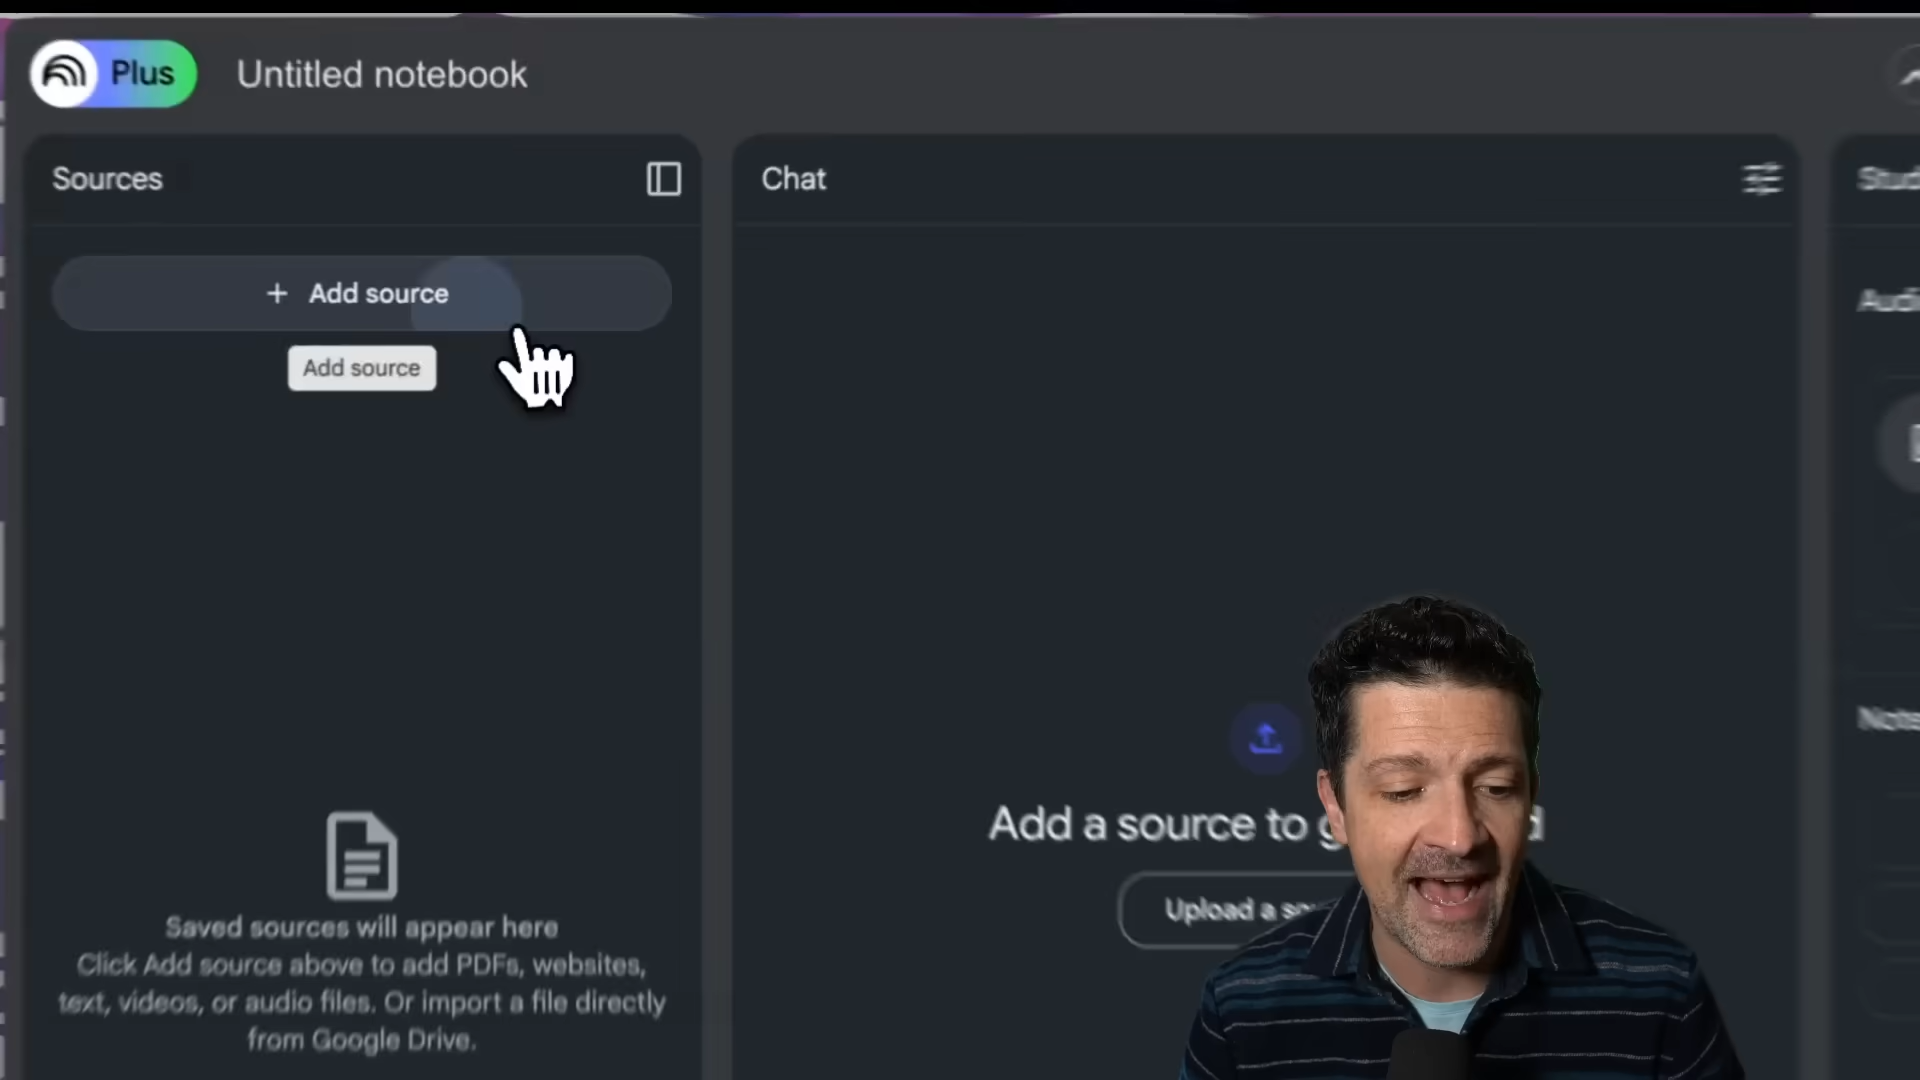 Plus
Untitled notebook
Sources
Chat
+ Add source
Add source
Add a source to
Upload a
Saved sources will appear here
Click Add source above to add PDFs, websites,
text, videos, or audio files. Or import a file directly
from Google Drive.